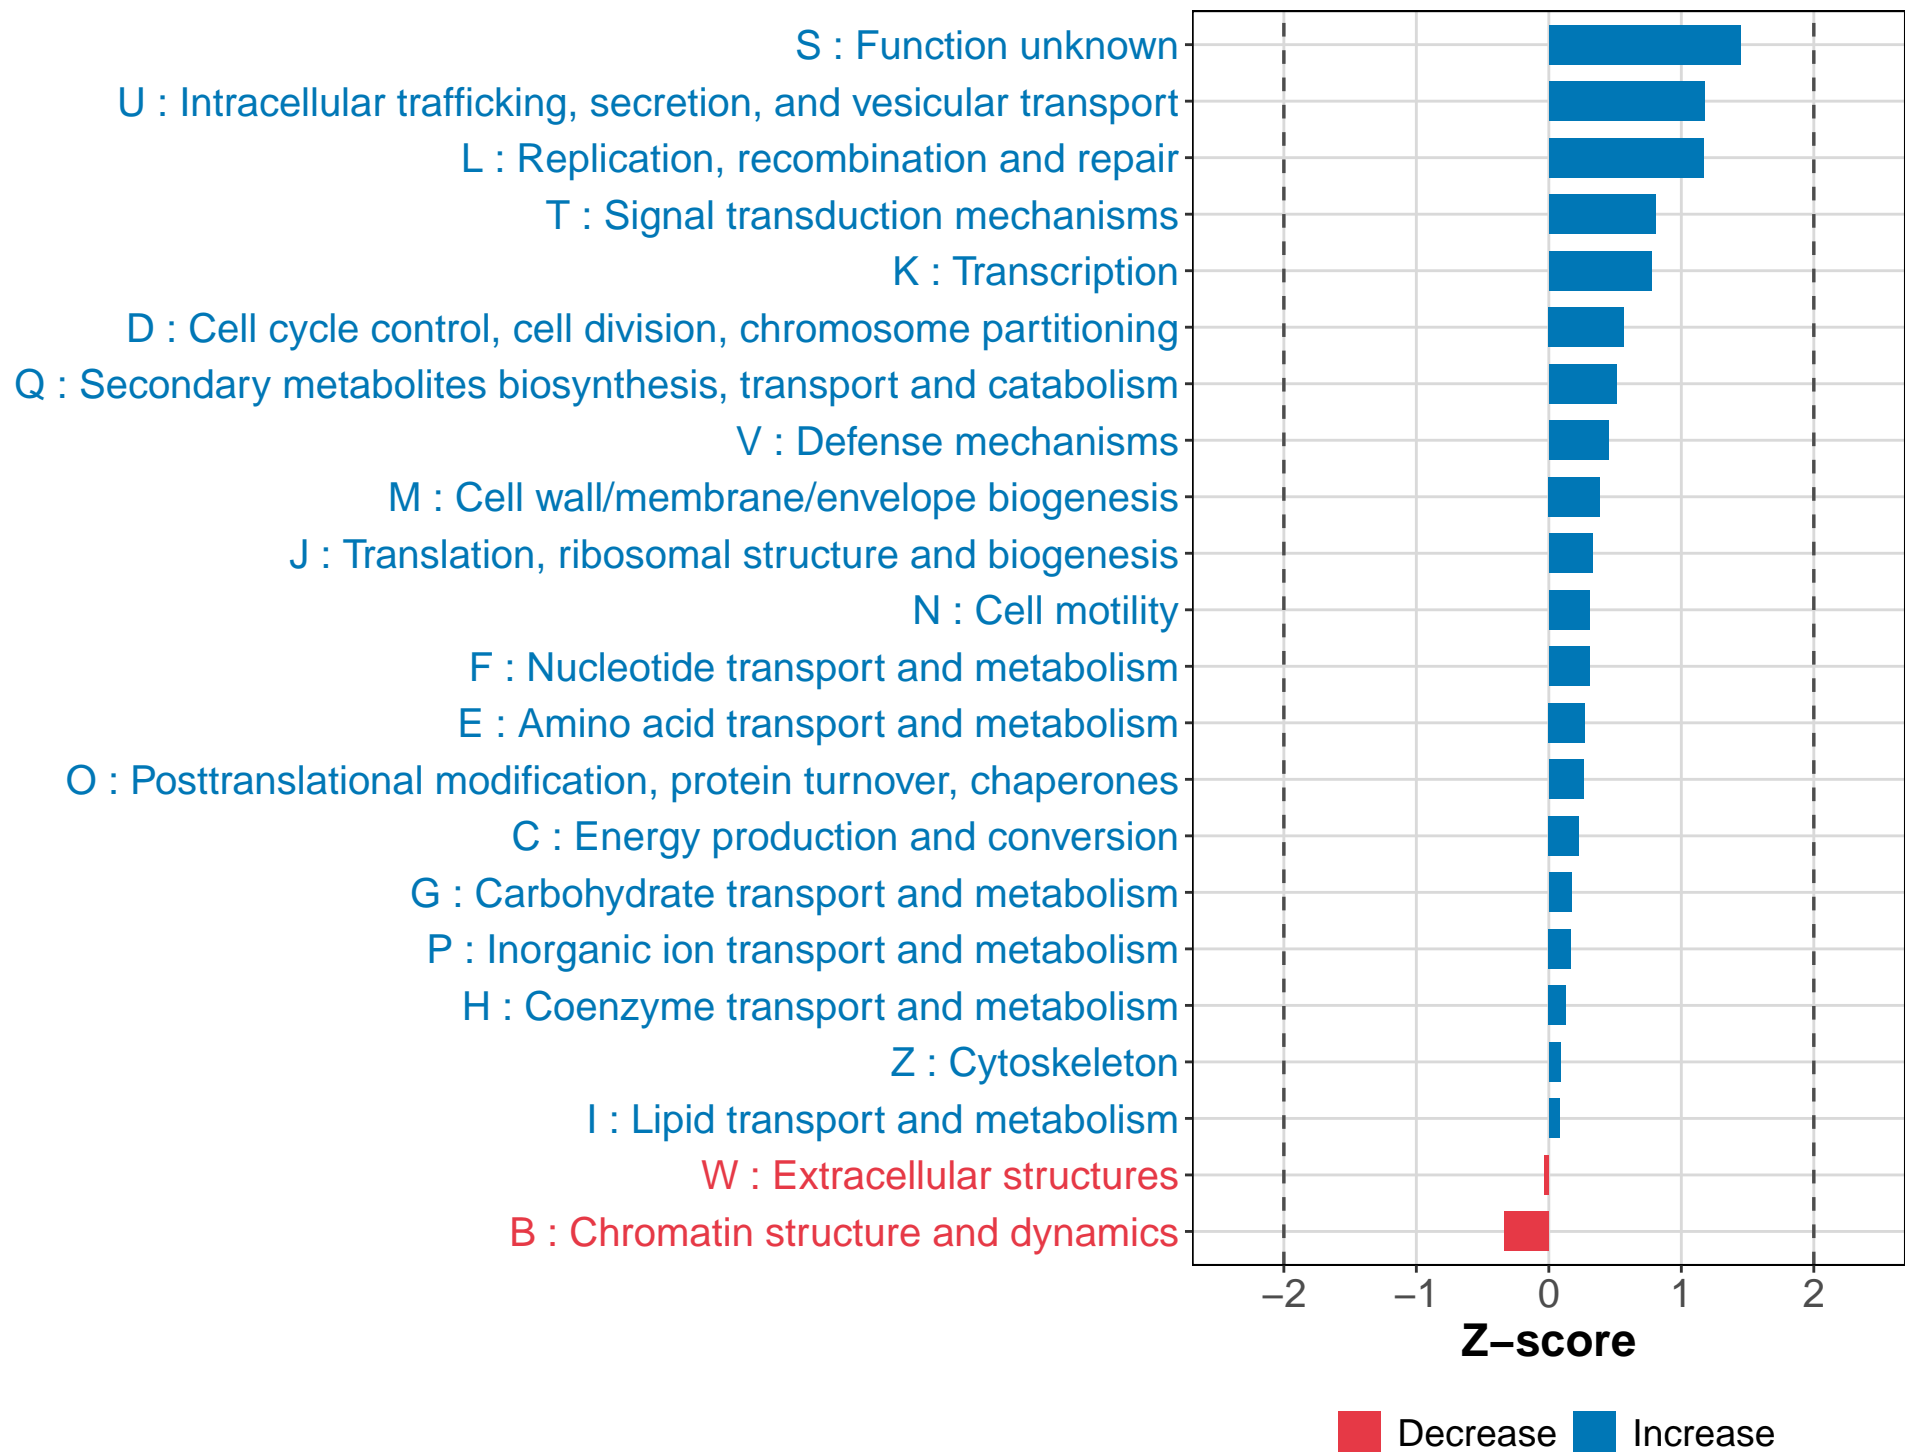 S : Function unknown
U : Intracellular trafficking, secretion, and vesicular transport
L : Replication, recombination and repair
T : Signal transduction mechanisms
K : Transcription
D : Cell cycle control, cell division, chromosome partitioning
Q : Secondary metabolites biosynthesis, transport and catabolism
V : Defense mechanisms
M : Cell wall/membrane/envelope biogenesis
J : Translation, ribosomal structure and biogenesis
N : Cell motility
F : Nucleotide transport and metabolism
E : Amino acid transport and metabolism
O : Posttranslational modification, protein turnover, chaperones
C : Energy production and conversion
G : Carbohydrate transport and metabolism
P : Inorganic ion transport and metabolism
H : Coenzyme transport and metabolism
Z : Cytoskeleton
I : Lipid transport and metabolism
W : Extracellular structures
B : Chromatin structure and dynamics
−2 −1 0 1 2
Z−score
Decrease Increase